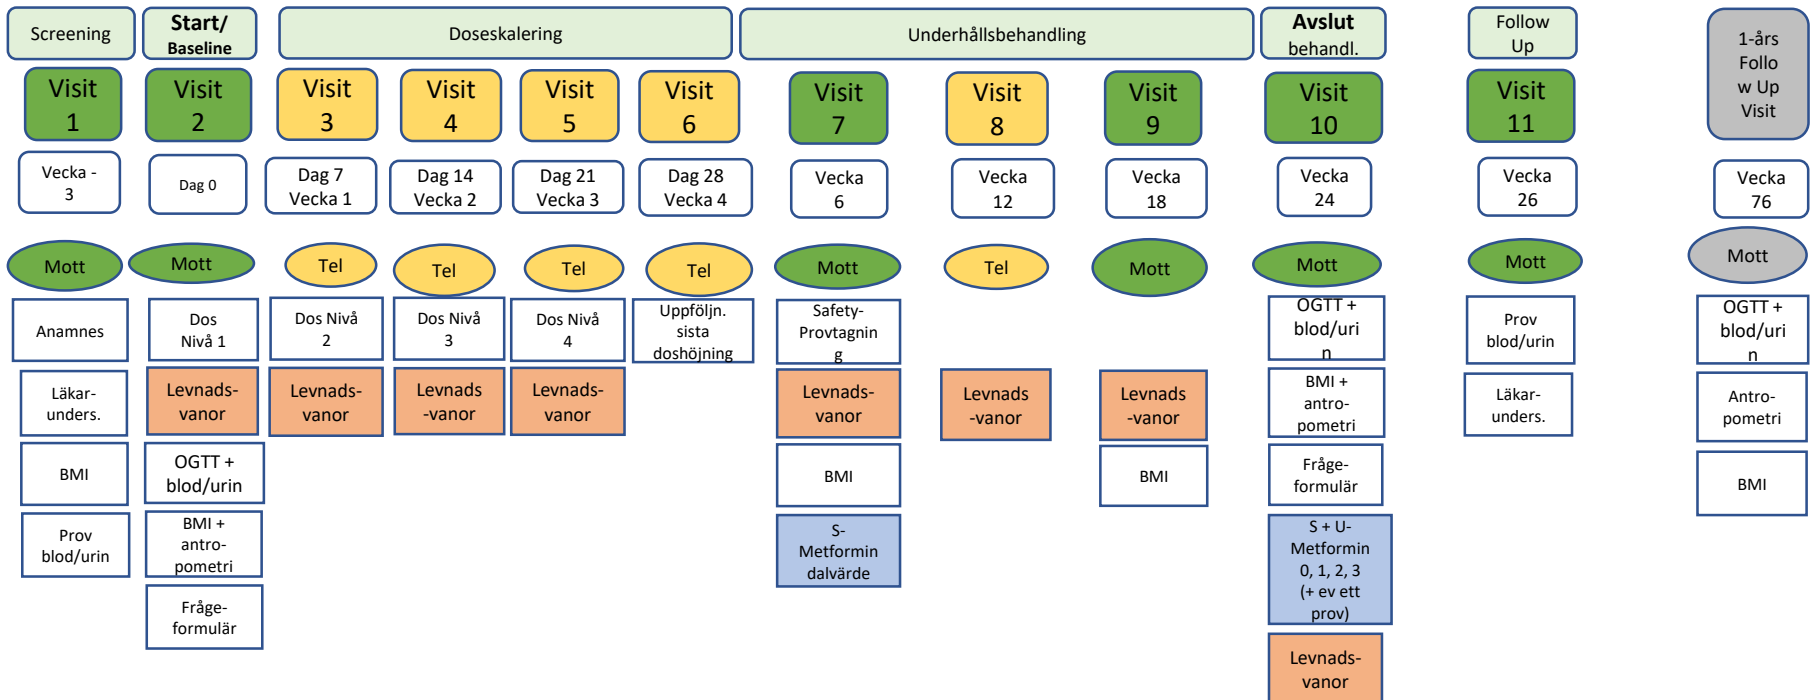 Screening
Start/
Baseline
Doseskalering
Underhållsbehandling
Avslut
behandl.
Follow
Up
1-års
Follo
w Up
Visit
Visit
1
Visit
2
Visit
3
Visit
4
Visit
5
Visit
6
Visit
7
Visit
8
Visit
9
Visit
10
Visit
11
Vecka -
3
Dag 0
Dag 7
Vecka 1
Dag 14
Vecka 2
Dag 21
Vecka 3
Dag 28
Vecka 4
Vecka
6
Vecka
12
Vecka
18
Vecka
24
Vecka
26
Vecka
76
Mott
Mott
Tel
Tel
Tel
Tel
Mott
Tel
Mott
Mott
Mott
Mott
Anamnes
Dos
Nivå 1
Dos Nivå
2
Dos Nivå
3
Dos Nivå
4
Uppföljn.
sista
doshöjning
Safety-
Provtagnin
g
OGTT +
blod/uri
n
Prov
blod/urin
OGTT +
blod/uri
n
Läkar-
unders.
Levnads-
vanor
Levnads-
vanor
Levnads
-vanor
Levnads-
vanor
Levnads-
vanor
Levnads
-vanor
Levnads
-vanor
BMI +
antro-
pometri
Läkar-
unders.
Antro-
pometri
BMI
OGTT +
blod/urin
BMI
BMI
Fråge-
formulär
BMI
Prov
blod/urin
BMI +
antro-
pometri
S-
Metformin
dalvärde
S + U-
Metformin
0, 1, 2, 3
(+ ev ett
prov)
Fråge-
formulär
Levnads-
vanor